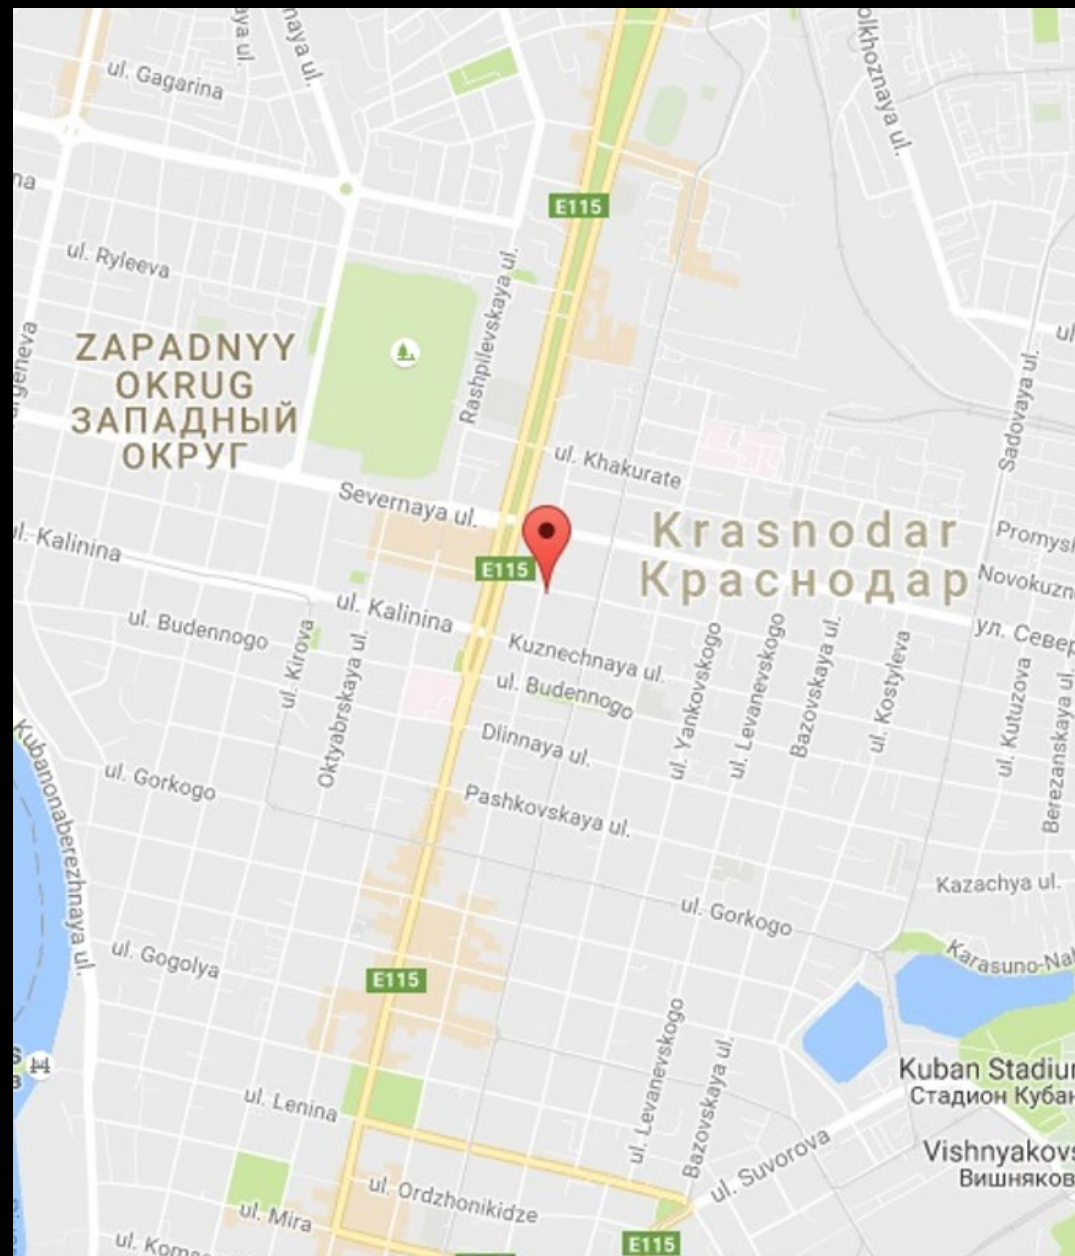 ул. Gagarina
E115
ul. Ryleeva
Rashpilevskaya ul.
ZAPADNYY
OKRUG
ЗАПАДНЫЙ
ОКРУГ
Sadovaya ul.
ul. Khakurate
Severnaya ul.
Krasnodar
Краснодар
E115
ul. Kalinina
ul. Kalinina
ul. Budennogo
ul. Kirova
Oktyabrskaya ul.
Kuznechnaya ul.
ul. Budennogo
ul. Yankovskogo
ul. Levanevskogo
Bazovskaya ul.
ul. Kostyleva
ul. Kutuzova
Berezanskaya ul.
Dlinnaya ul.
Kubanonaberezhnaya ul.
ul. Gorkogo
Pashkovskaya ul.
Kazachya ul.
ul. Gorkogo
ul. Gogolya
E115
ul. Levanevskogo
Bazovskaya ul.
ul. Lenina
Kuban Stadium
Стадион Кубан
Vishnyakovs
Вишняков
ul. Suvorova
ul. Ordzhonikidze
ul. Mira
E115